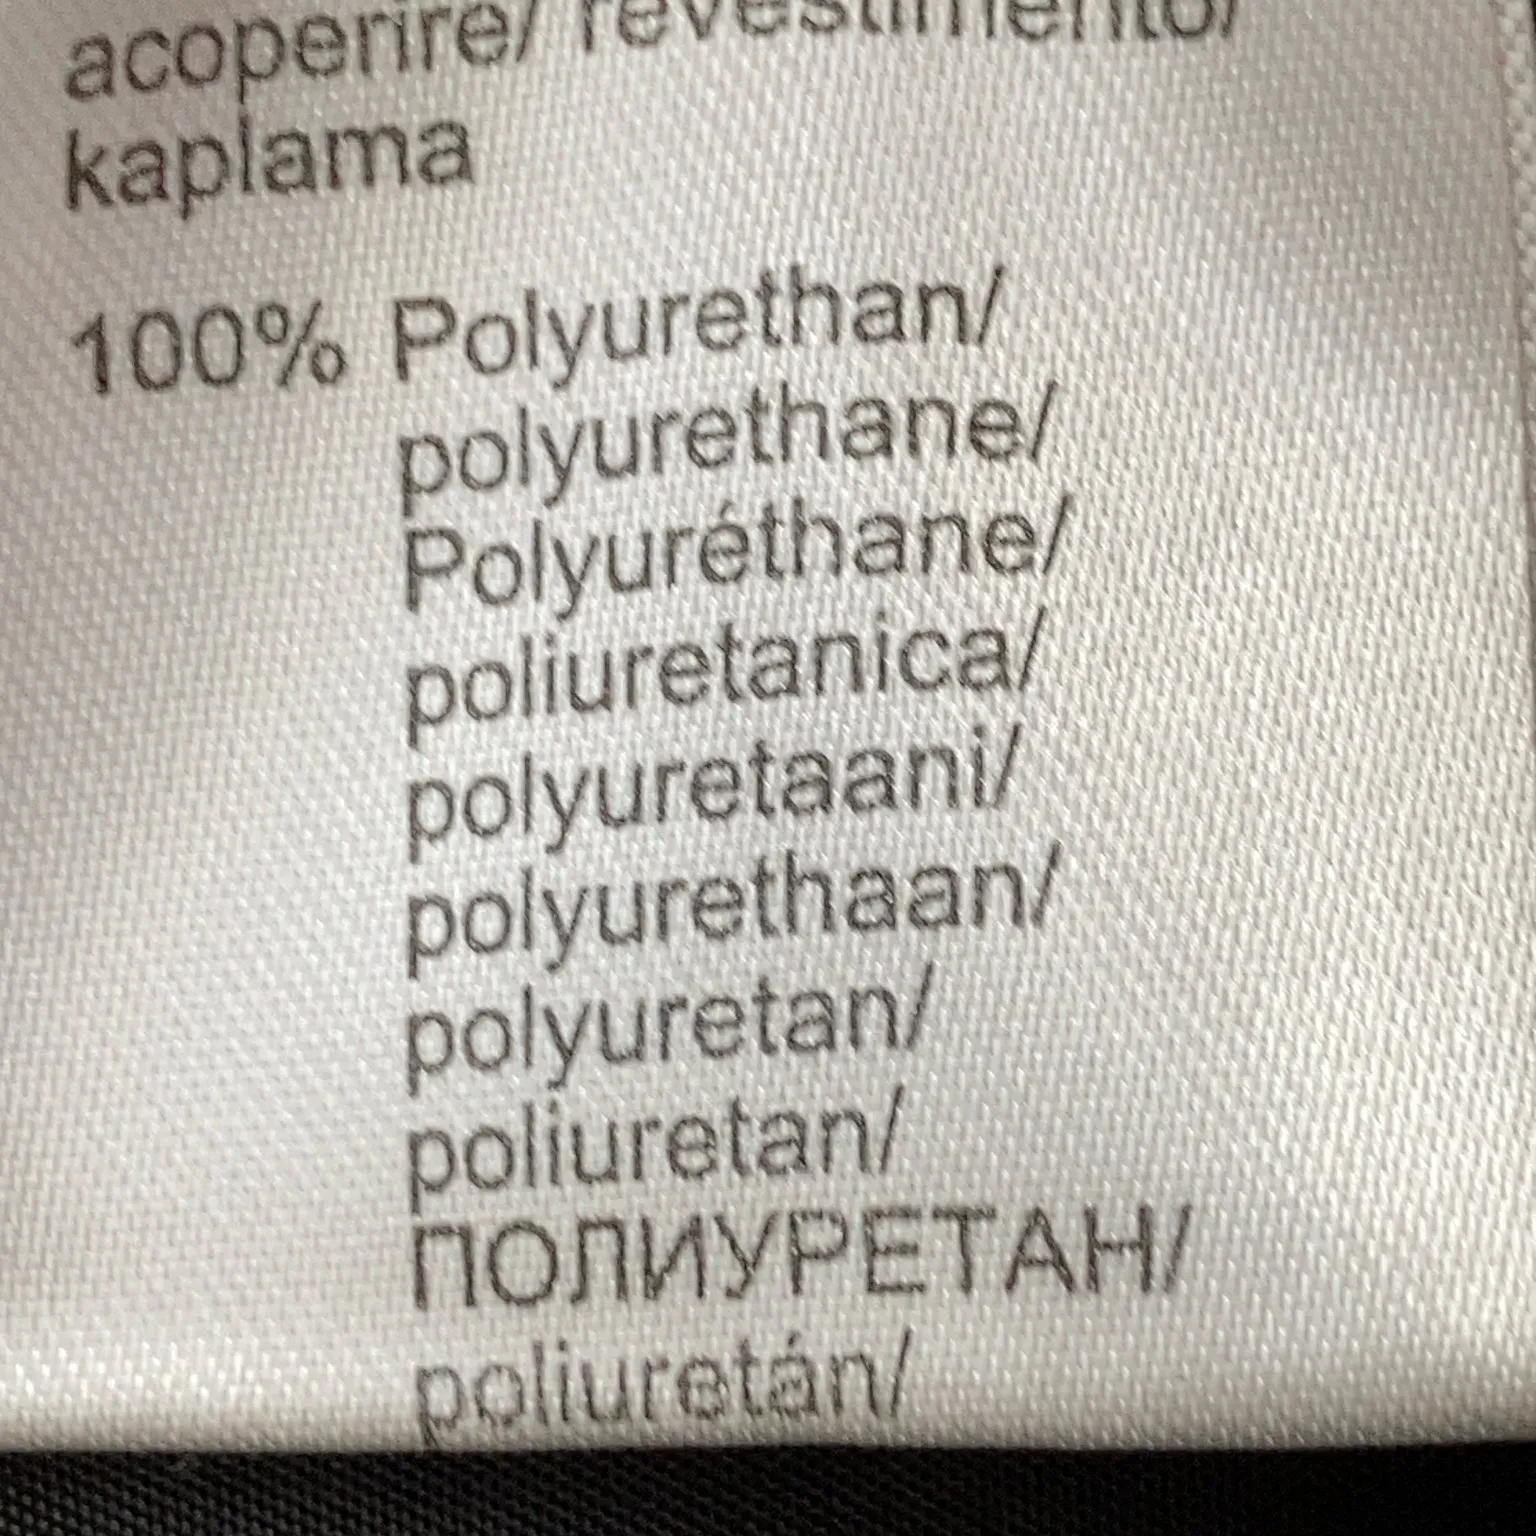 acoperire/ revestimento/
kaplama
100% Polyurethan/
polyurethane/
Polyuréthane/
poliuretanica/
polyuretaani/
polyurethaan/
polyuretan/
poliuretan/
ПОЛИУРЕТАН/
poliuretán/